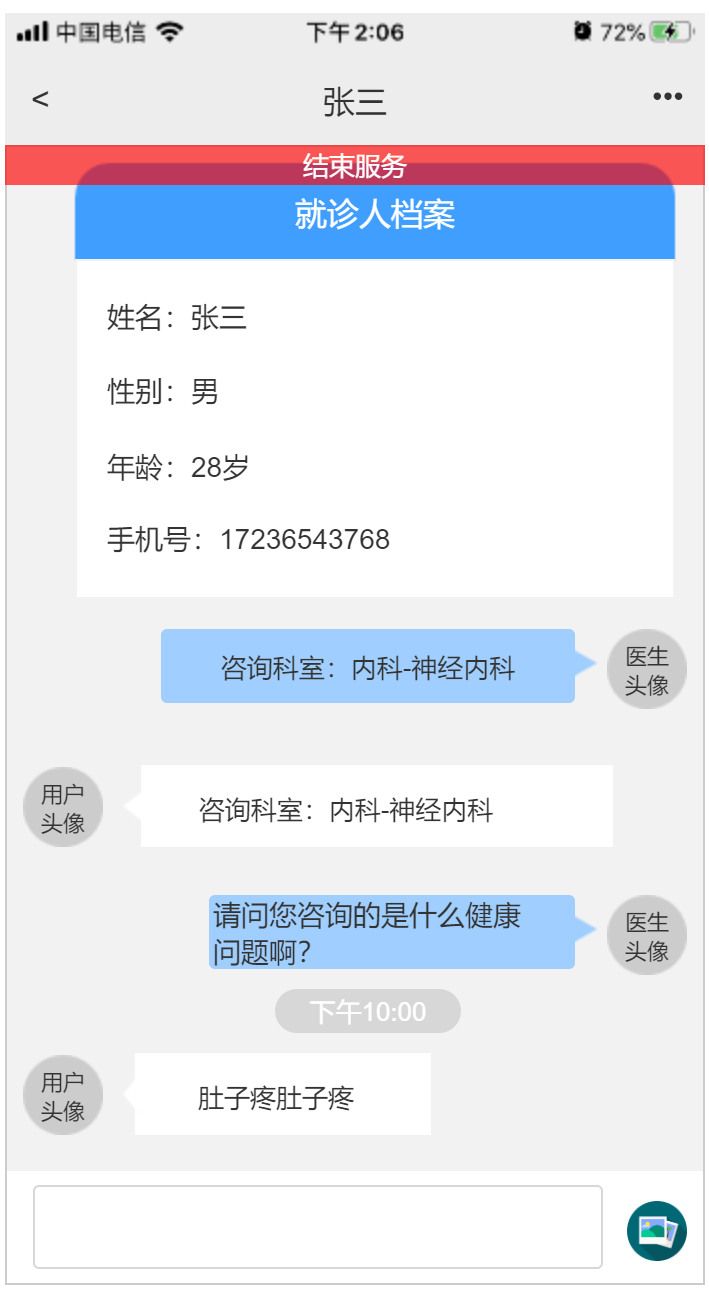 中国电信 下午2:06 72%
< 张三 •••
结束服务
就诊人档案
姓名：张三
性别：男
年龄：28岁
手机号：17236543768
咨询科室：内科-神经内科
医生
头像
用户
头像
咨询科室：内科-神经内科
请问您咨询的是什么健康
问题啊?
医生
头像
下午10:00
用户
头像
肚子疼肚子疼